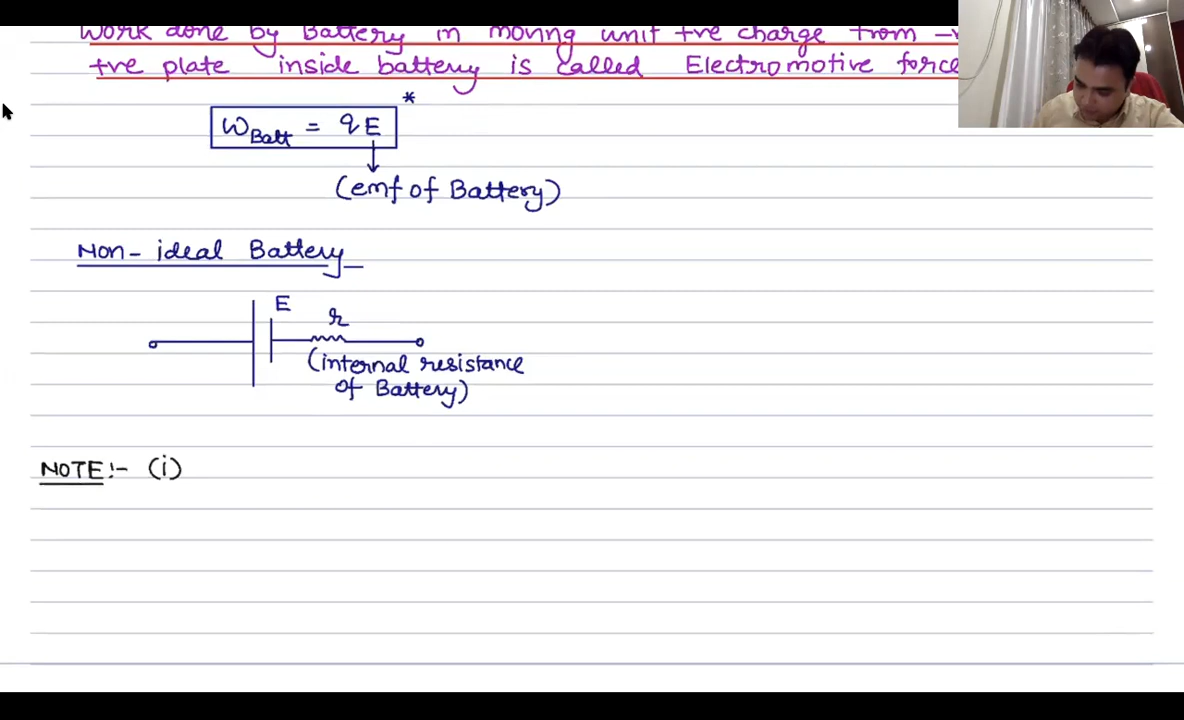 Work done by Battery in moving unit +ve charge from
+ve plate inside battery is called Electromotive force
*
W_Batt = qE
(emf of Battery)
Non-ideal Battery
E
r
(internal resistance
of Battery)
NOTE:- (i)